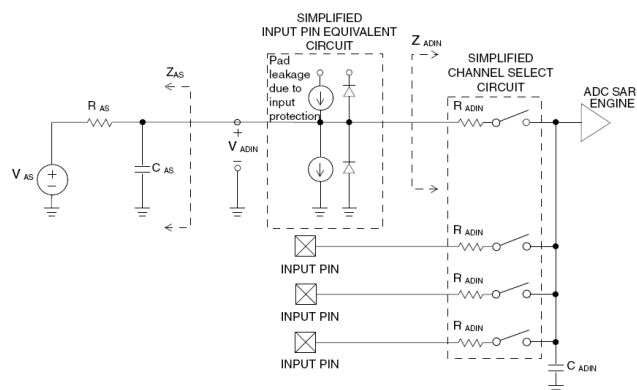 SIMPLIFIED
INPUT PIN EQUIVALENT
CIRCUIT
Pad
leakage
due to
input
protection
Z AS
R AS
C AS
V AS
+
−
+
V ADIN
−
Z ADIN
SIMPLIFIED
CHANNEL SELECT
CIRCUIT
R ADIN
ADC SAR
ENGINE
INPUT PIN
R ADIN
INPUT PIN
R ADIN
INPUT PIN
R ADIN
C ADIN